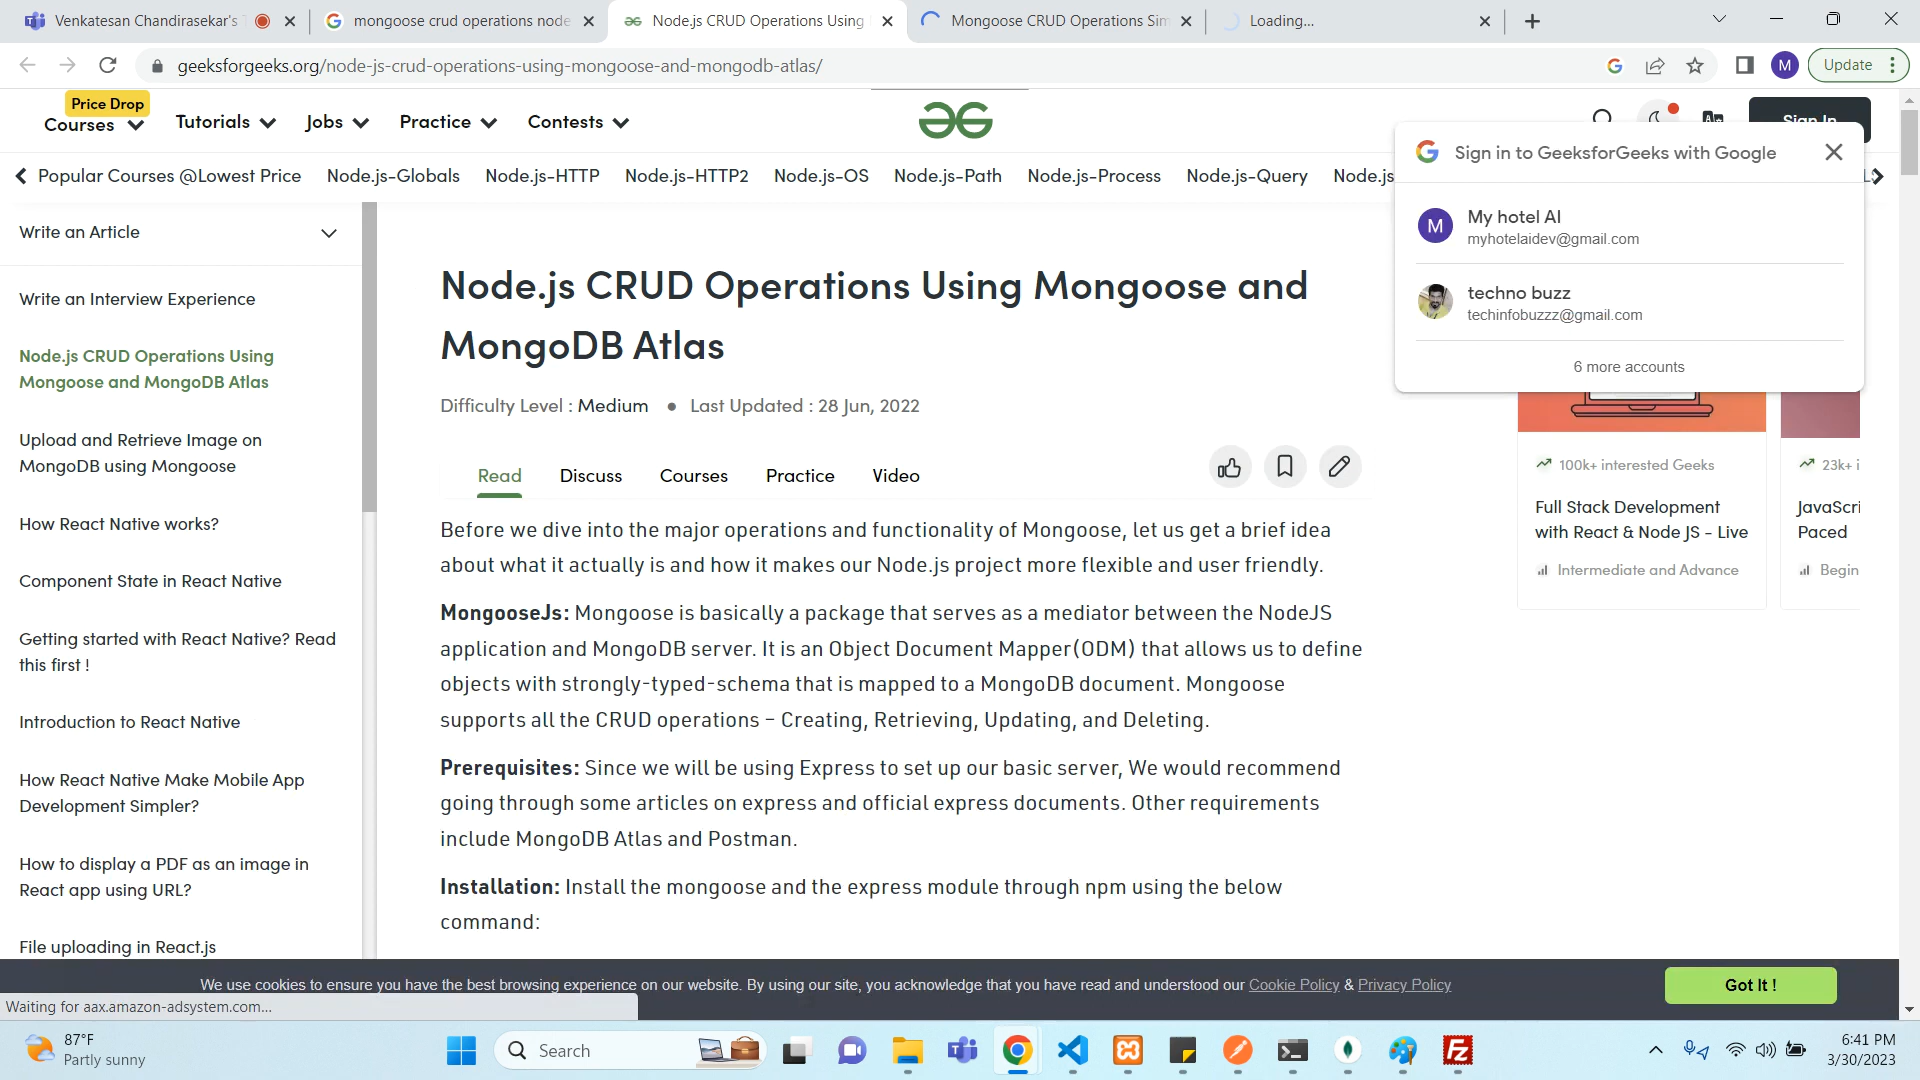 Venkatesan Chandirasekar's
mongoose crud operations node
Node.js CRUD Operations Using
Mongoose CRUD Operations Sim
Loading...
geeksforgeeks.org/node-js-crud-operations-using-mongoose-and-mongodb-atlas/
M
Update
Price Drop
Courses
Tutorials
Jobs
Practice
Contests
Sign In
Popular Courses @Lowest Price
Node.js-Globals
Node.js-HTTP
Node.js-HTTP2
Node.js-OS
Node.js-Path
Node.js-Process
Node.js-Query
Node.js
Sign in to GeeksforGeeks with Google
M
My hotel AI
myhotelaidev@gmail.com
techno buzz
techinfobuzzz@gmail.com
6 more accounts
Write an Article
Write an Interview Experience
Node.js CRUD Operations Using
Mongoose and MongoDB Atlas
Upload and Retrieve Image on
MongoDB using Mongoose
How React Native works?
Component State in React Native
Getting started with React Native? Read
this first !
Introduction to React Native
How React Native Make Mobile App
Development Simpler?
How to display a PDF as an image in
React app using URL?
File uploading in React.js
Node.js CRUD Operations Using Mongoose and
MongoDB Atlas
Difficulty Level : Medium ● Last Updated : 28 Jun, 2022
Read
Discuss
Courses
Practice
Video
Before we dive into the major operations and functionality of Mongoose, let us get a brief idea
about what it actually is and how it makes our Node.js project more flexible and user friendly.
MongooseJs: Mongoose is basically a package that serves as a mediator between the NodeJS
application and MongoDB server. It is an Object Document Mapper(ODM) that allows us to define
objects with strongly-typed-schema that is mapped to a MongoDB document. Mongoose
supports all the CRUD operations – Creating, Retrieving, Updating, and Deleting.
Prerequisites: Since we will be using Express to set up our basic server, We would recommend
going through some articles on express and official express documents. Other requirements
include MongoDB Atlas and Postman.
Installation: Install the mongoose and the express module through npm using the below
command:
100k+ interested Geeks
Full Stack Development
with React & Node JS - Live
Intermediate and Advance
23k+ i
JavaScri
Paced
Begin
We use cookies to ensure you have the best browsing experience on our website. By using our site, you acknowledge that you have read and understood our Cookie Policy & Privacy Policy
Got It !
Waiting for aax.amazon-adsystem.com...
87°F
Partly sunny
Search
6:41 PM
3/30/2023